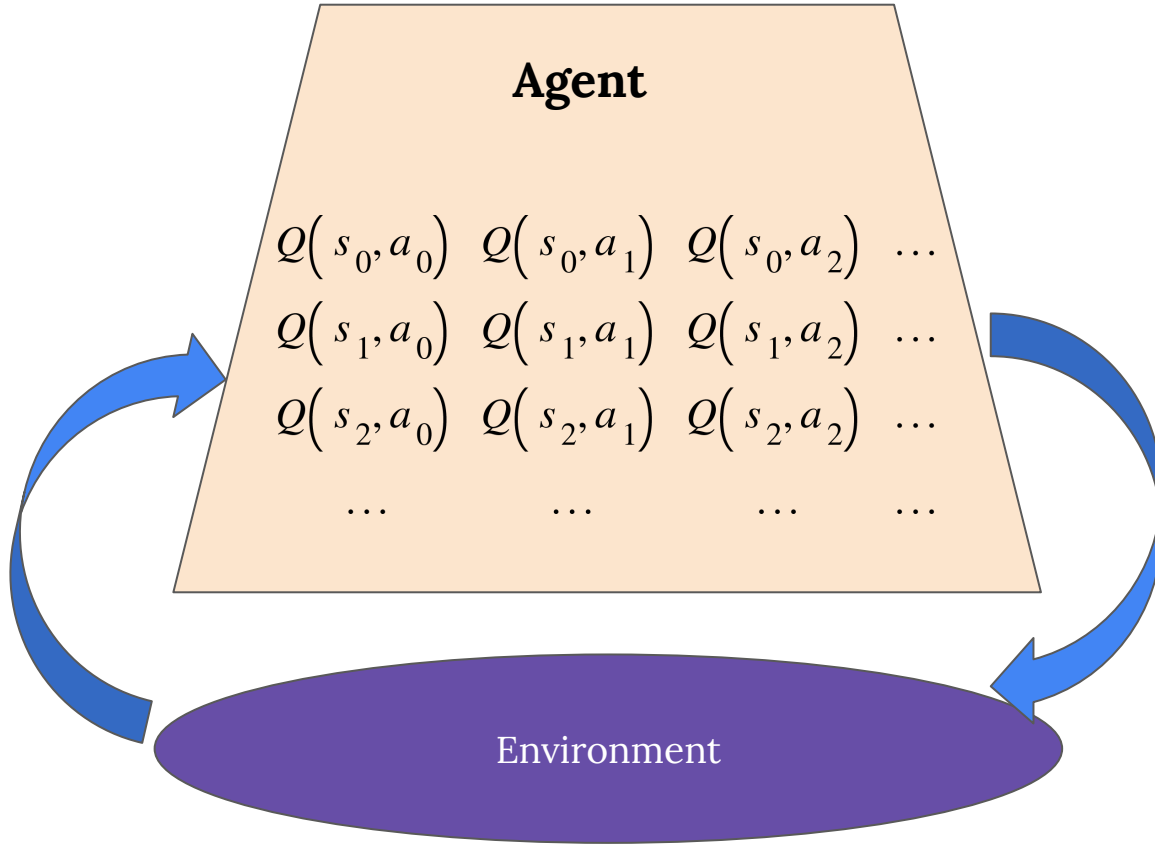 Agent
Q( s₀, a₀) Q( s₀, a₁) Q( s₀, a₂) ...
Q( s₁, a₀) Q( s₁, a₁) Q( s₁, a₂) ...
Q( s₂, a₀) Q( s₂, a₁) Q( s₂, a₂) ...
... ... ... ...
Environment